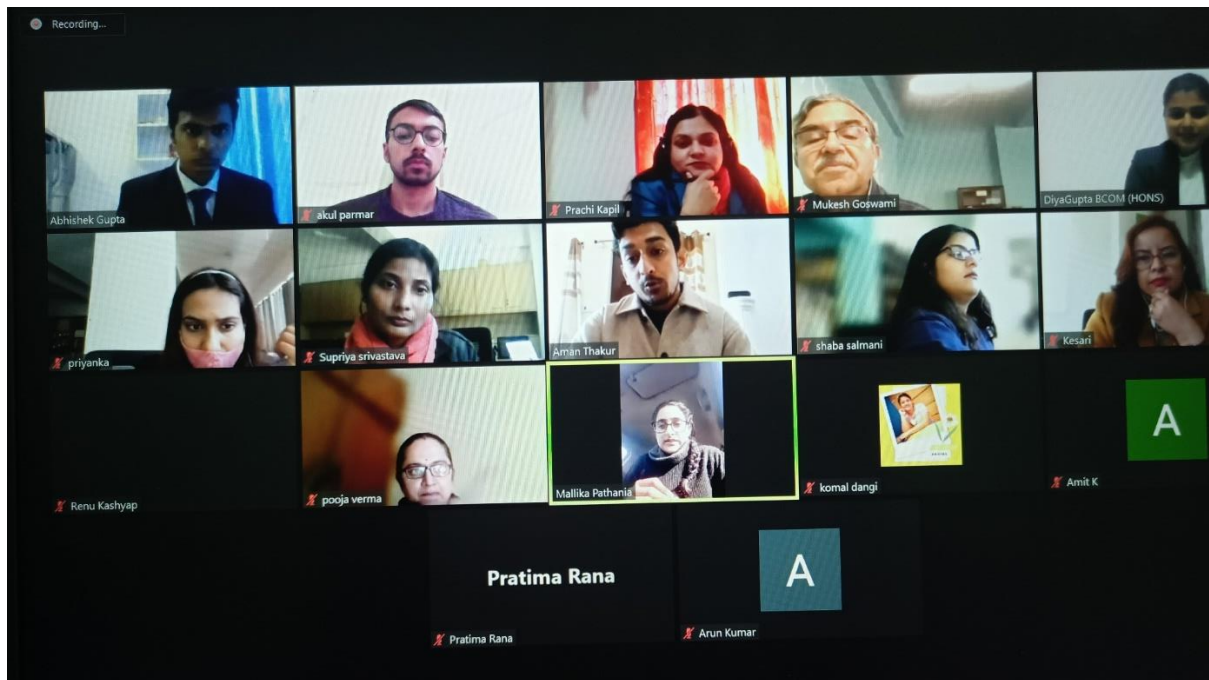 Recording...
Abhishek Gupta
akul parmar
Prachi Kapil
Mukesh Goswami
DiyaGupta BCOM (HONS)
priyanka
Supriya srivastava
Aman Thakur
shaba salmani
Kesari
Renu Kashyap
pooja verma
Mallika Pathania
komal dangi
A
Amit K
Pratima Rana
Pratima Rana
A
Arun Kumar